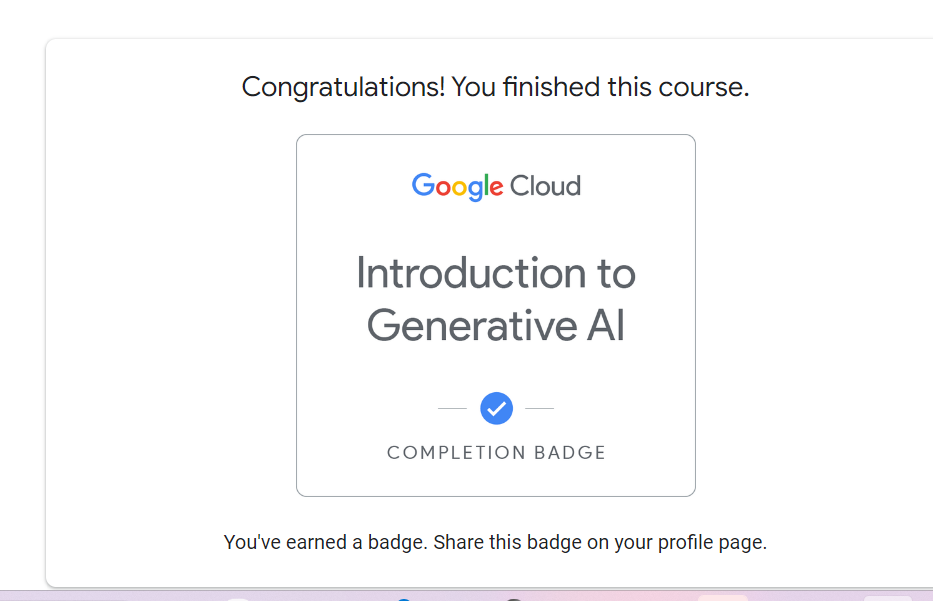 Congratulations! You finished this course.
Google Cloud
Introduction to
Generative AI
COMPLETION BADGE
You've earned a badge. Share this badge on your profile page.